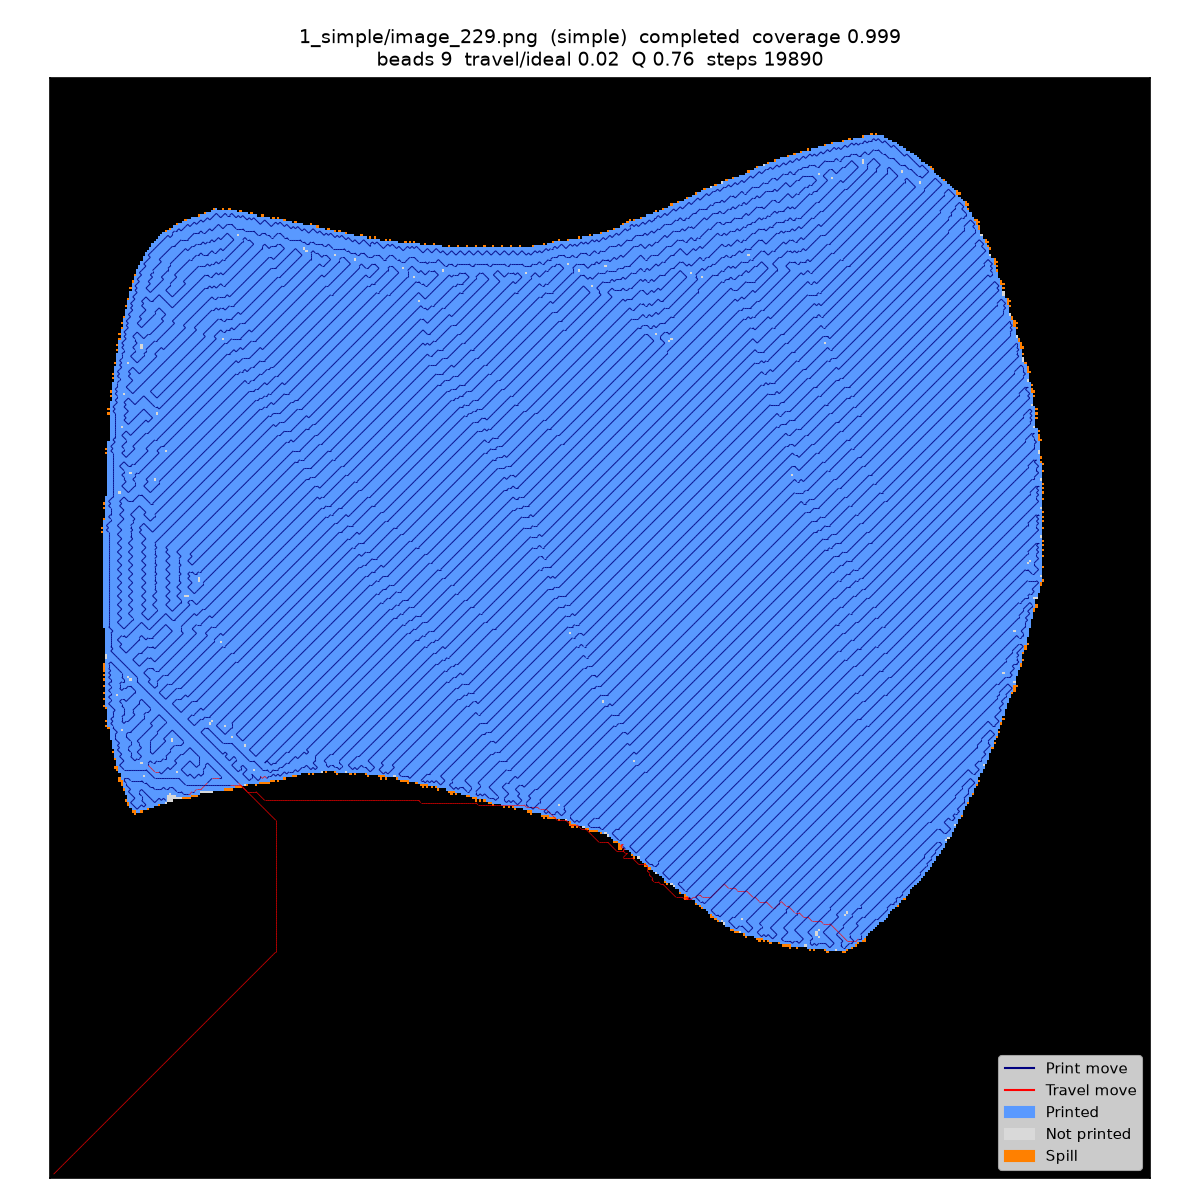 1_simple/image_229.png  (simple)  completed  coverage 0.999
beads 9  travel/ideal 0.02  Q 0.76  steps 19890
Print move
Travel move
Printed
Not printed
Spill